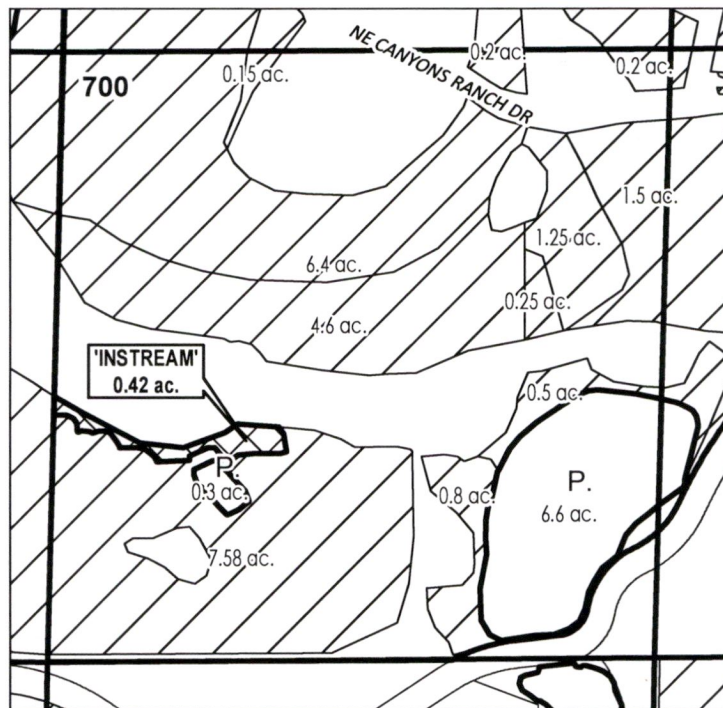 NE CANYONS RANCH DR
0.2 ac.
0.2 ac.
0.15 ac.
700
1.5 ac.
1.25 ac.
6.4 ac.
0.25 ac.
4.6 ac.
'INSTREAM'
0.42 ac.
0.5 ac.
P.
0.3 ac.
0.8 ac.
P.
6.6 ac.
7.58 ac.